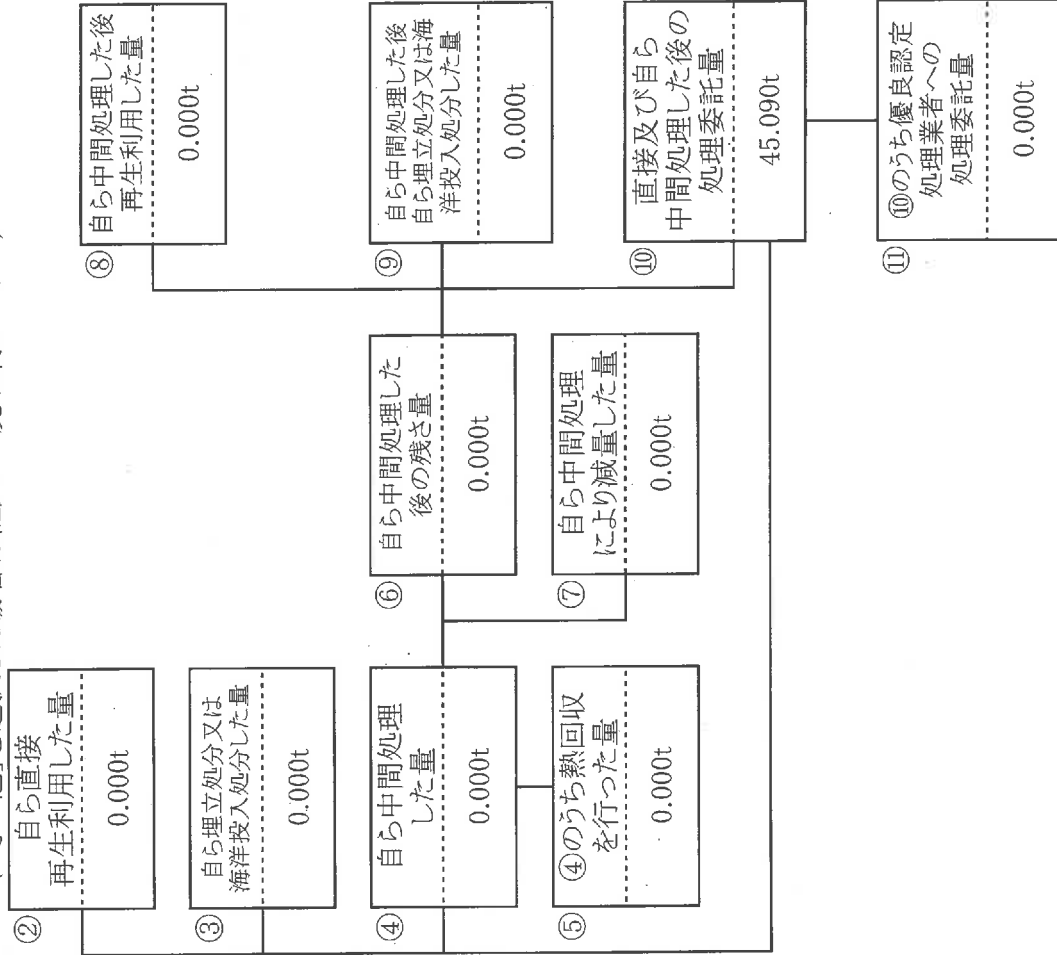 ②
自ら直接
再生利用した量
0.000t
③
自ら埋立処分又は
海洋投入処分した量
0.000t
④
自ら中間処理
した量
0.000t
⑤
④のうち熱回収
を行った量
0.000t
⑥
自ら中間処理した
後の残さ量
0.000t
⑦
自ら中間処理
により減量した量
0.000t
⑧
自ら中間処理した後
再生利用した量
0.000t
⑨
自ら中間処理した後
自ら埋立処分又は海
洋投入処分した量
0.000t
⑩
直接及び自ら
中間処理した後の
処理委託量
45.090t
⑪
⑩のうち優良認定
処理業者への
処理委託量
0.000t